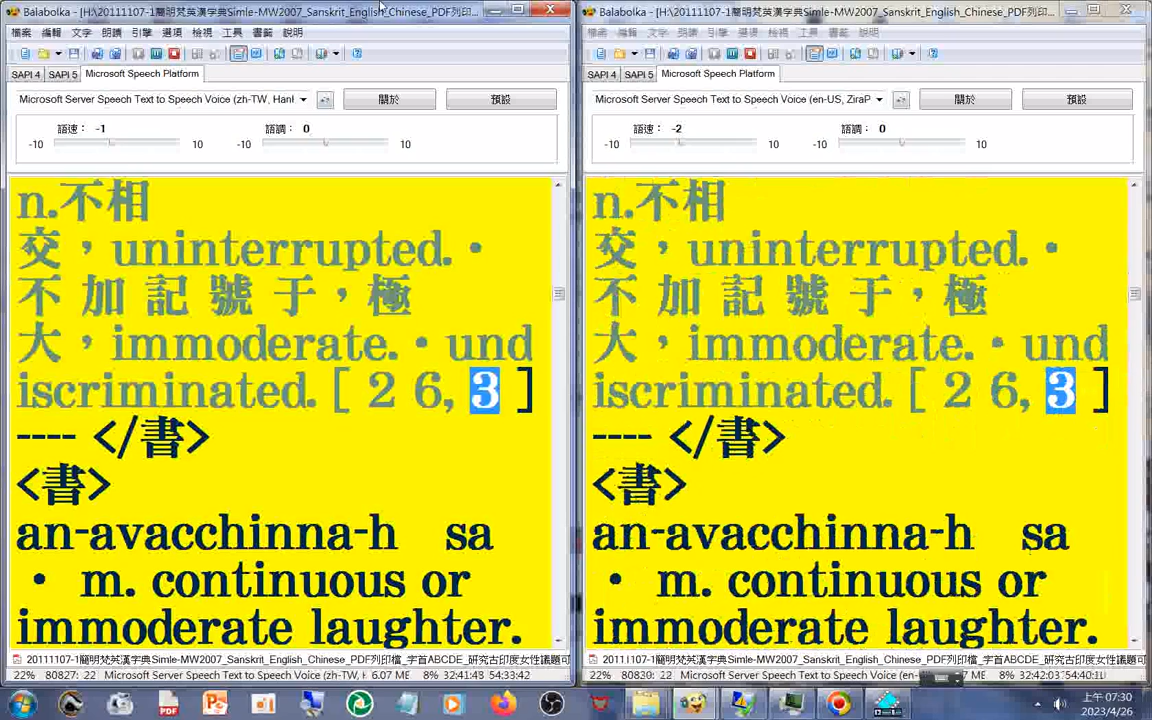 Balabolka - [H:\20111107-1簡明梵英漢字典Simle-MW2007_Sanskrit_English_Chinese_PDF列印...
檔案 編輯 文字 朗讀 引擎 選項 檢視 工具 書籤 說明
SAPI 4 SAPI 5 Microsoft Speech Platform
Microsoft Server Speech Text to Speech Voice (zh-TW, Hanl
關於 預設
語速： -1 語調： 0
-10 10 -10 10
n.不相
交，uninterrupted.•
不 加 記 號 于，極
大，immoderate.•und
iscriminated. [ 2 6, 3 ]
---- </書>
<書>
an-avacchinna-h sa
• m. continuous or
immoderate laughter.
20111107-1簡明梵英漢字典Simle-MW2007_Sanskrit_English_Chinese_PDF列印檔_字首ABCDE_研究古印度女性議題可
22% 80827: 22 Microsoft Server Speech Text to Speech Voice (zh-TW, H 6.07 ME 8% 32:41:43 54:33:42
Balabolka - [H:\20111107-1簡明梵英漢字典Simle-MW2007_Sanskrit_English_Chinese_PDF列印...
檔案 編輯 文字 朗讀 引擎 選項 檢視 工具 書籤 說明
SAPI 4 SAPI 5 Microsoft Speech Platform
Microsoft Server Speech Text to Speech Voice (en-US, ZiraP
關於 預設
語速： -2 語調： 0
-10 10 -10 10
n.不相
交，uninterrupted.•
不 加 記 號 于，極
大，immoderate.•und
iscriminated. [ 2 6, 3 ]
---- </書>
<書>
an-avacchinna-h sa
• m. continuous or
immoderate laughter.
20111107-1簡明梵英漢字典Simle-MW2007_Sanskrit_English_Chinese_PDF列印檔_字首ABCDE_研究古印度女性議題可
22% Microsoft Server Speech Text to Speech Voice 8% 32:42:03
上午 07:30
2023/4/26